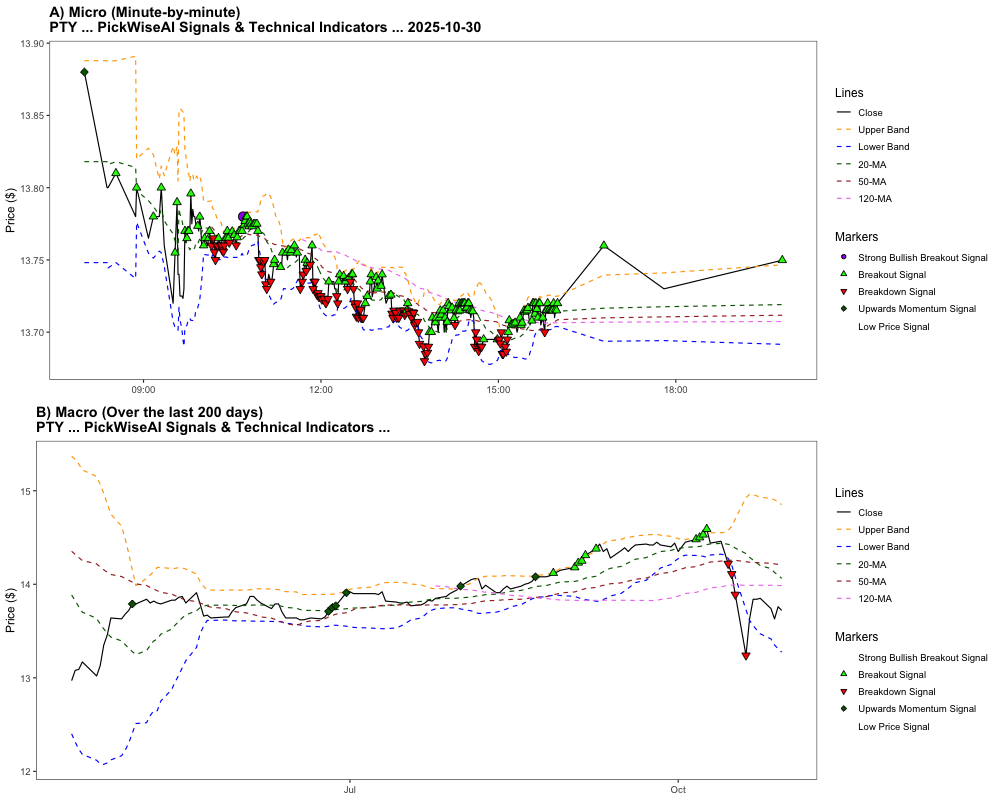 A) Micro (Minute-by-minute)
PTY ... PickWiseAI Signals & Technical Indicators ... 2025-10-30
13.90
13.85
13.80
13.75
13.70
Price ($)
09:00
12:00
15:00
18:00
Lines
Close
Upper Band
Lower Band
20-MA
50-MA
120-MA
Markers
Strong Bullish Breakout Signal
Breakout Signal
Breakdown Signal
Upwards Momentum Signal
Low Price Signal
B) Macro (Over the last 200 days)
PTY ... PickWiseAI Signals & Technical Indicators ...
15
14
13
12
Price ($)
Jul
Oct
Lines
Close
Upper Band
Lower Band
20-MA
50-MA
120-MA
Markers
Strong Bullish Breakout Signal
Breakout Signal
Breakdown Signal
Upwards Momentum Signal
Low Price Signal